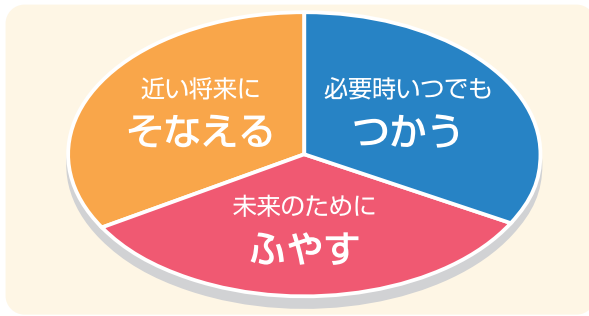 近い将来に
そなえる
必要時いつでも
つかう
未来のために
ふやす